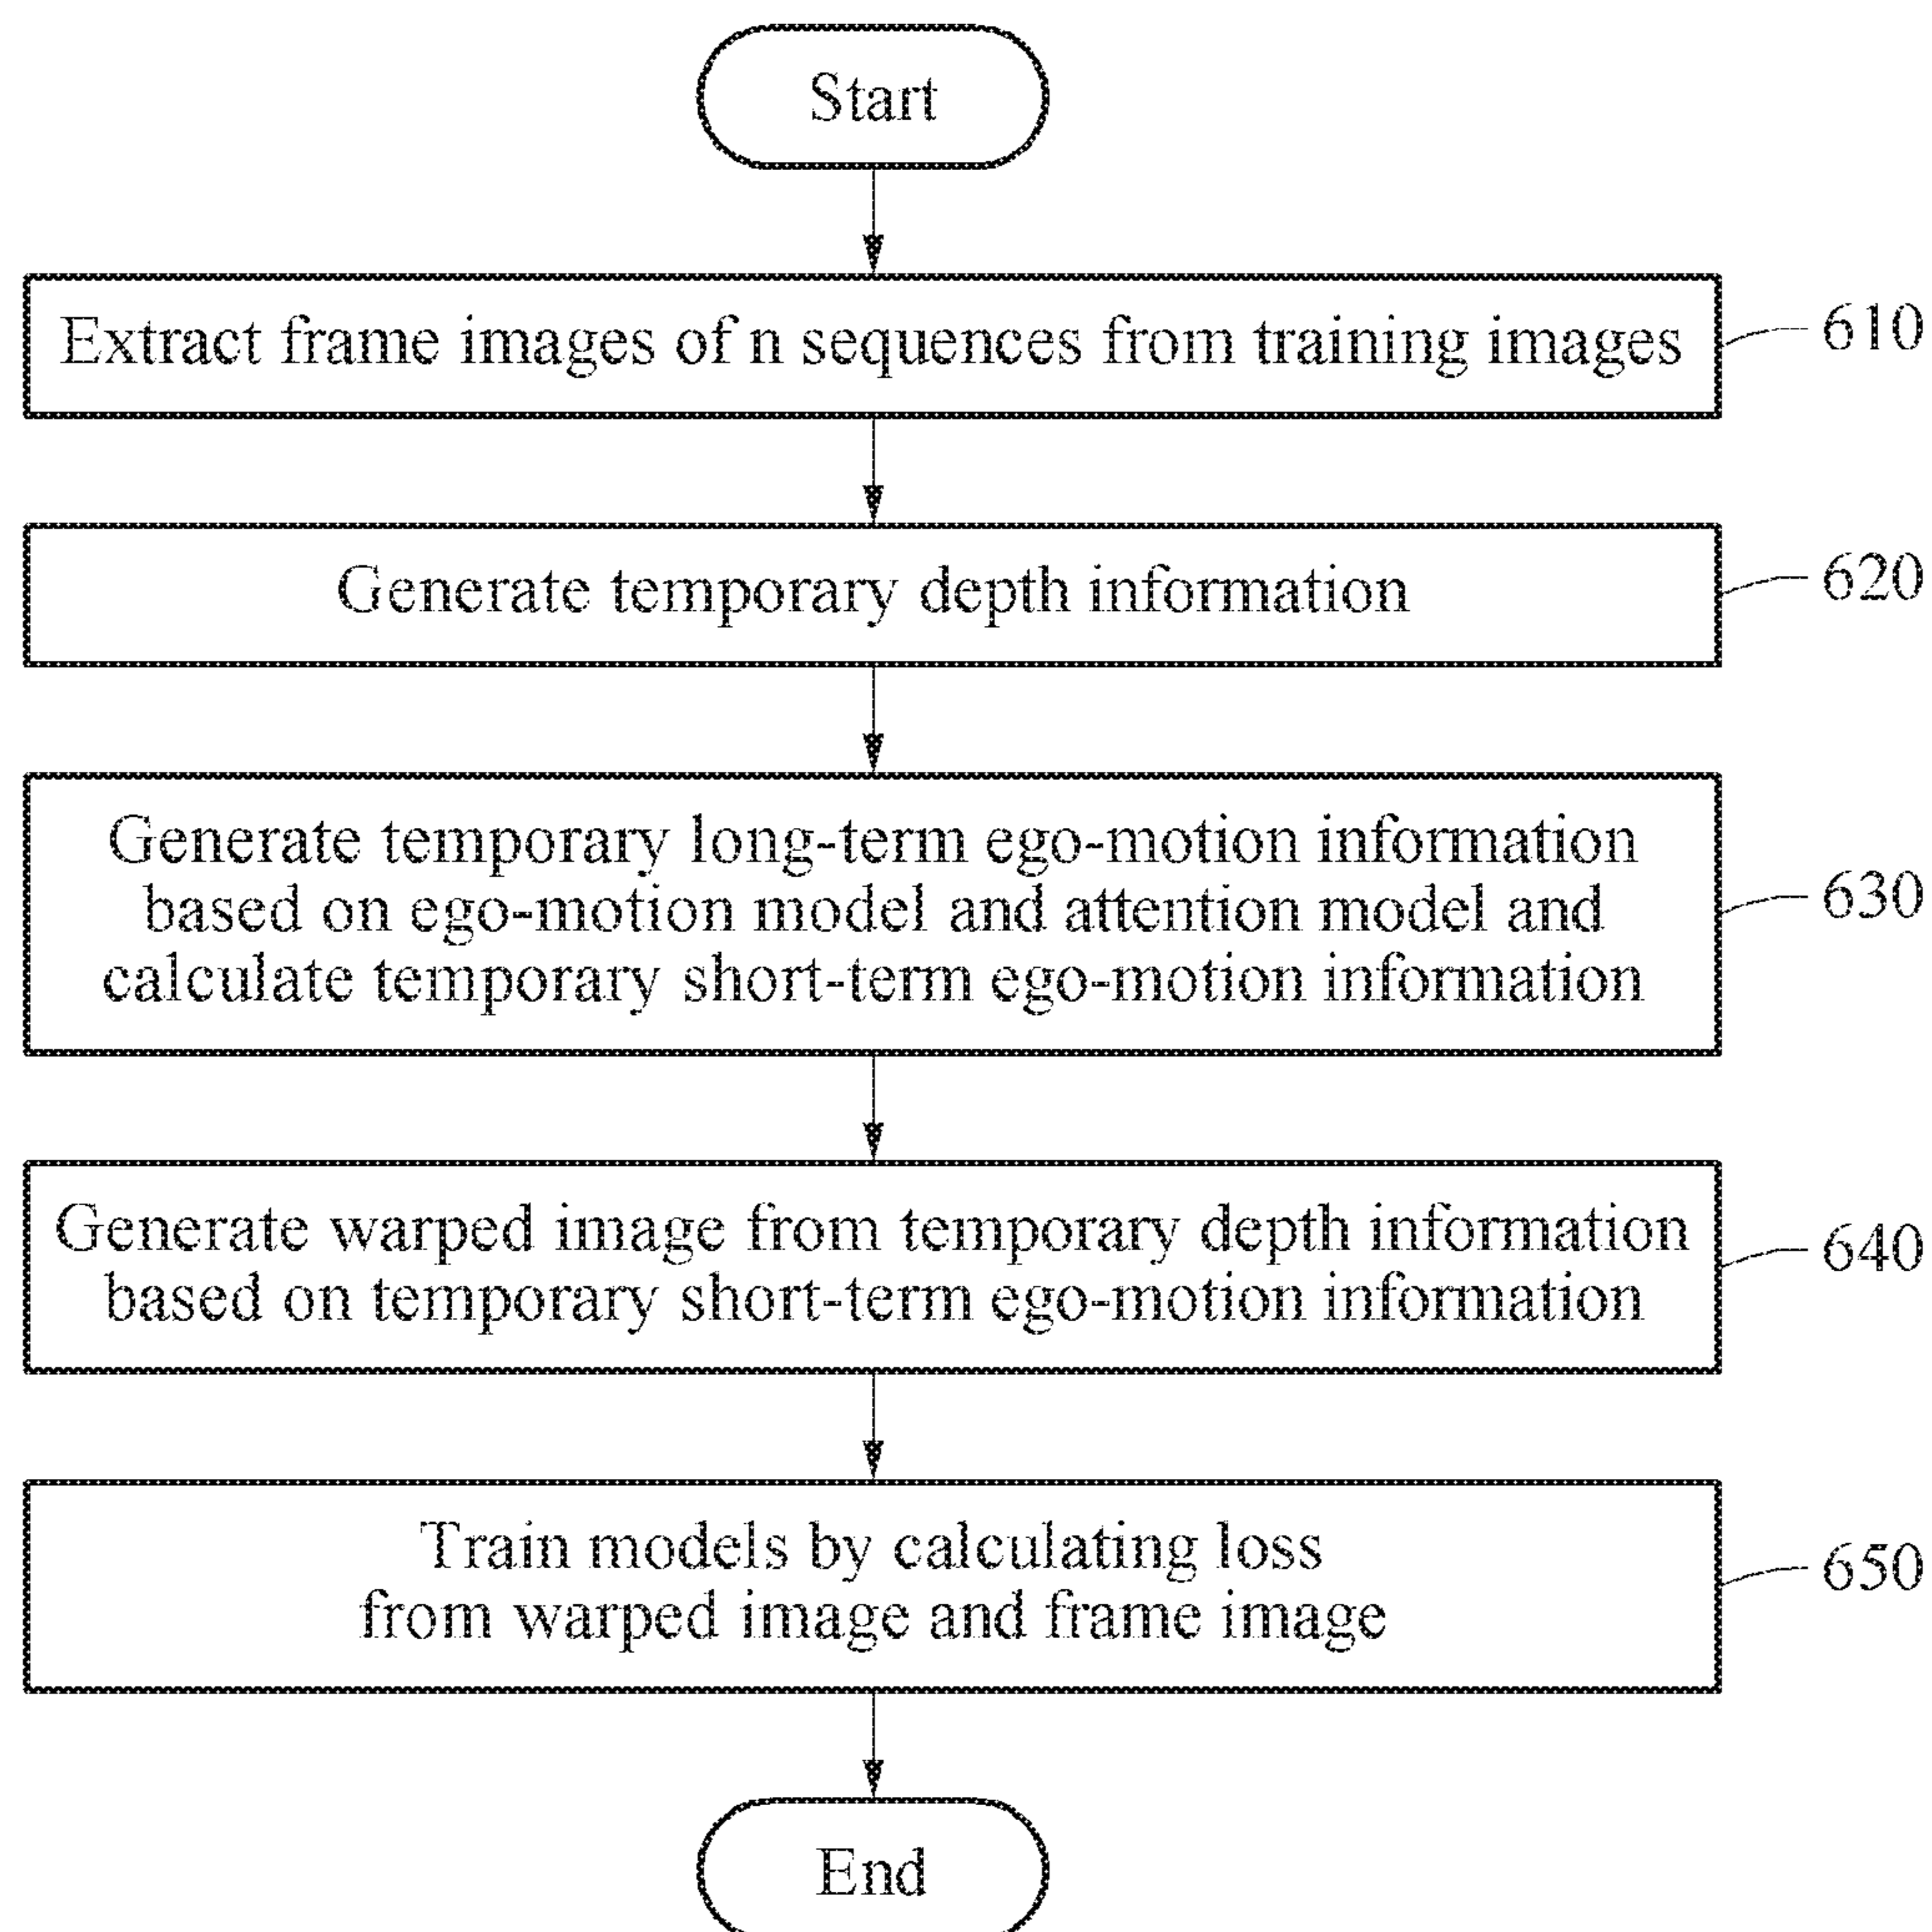 Start
Extract frame images of n sequences from training images
610
Generate temporary depth information
620
Generate temporary long-term ego-motion information
based on ego-motion model and attention model and
calculate temporary short-term ego-motion information
630
Generate warped image from temporary depth information
based on temporary short-term ego-motion information
640
Train models by calculating loss
from warped image and frame image
650
End